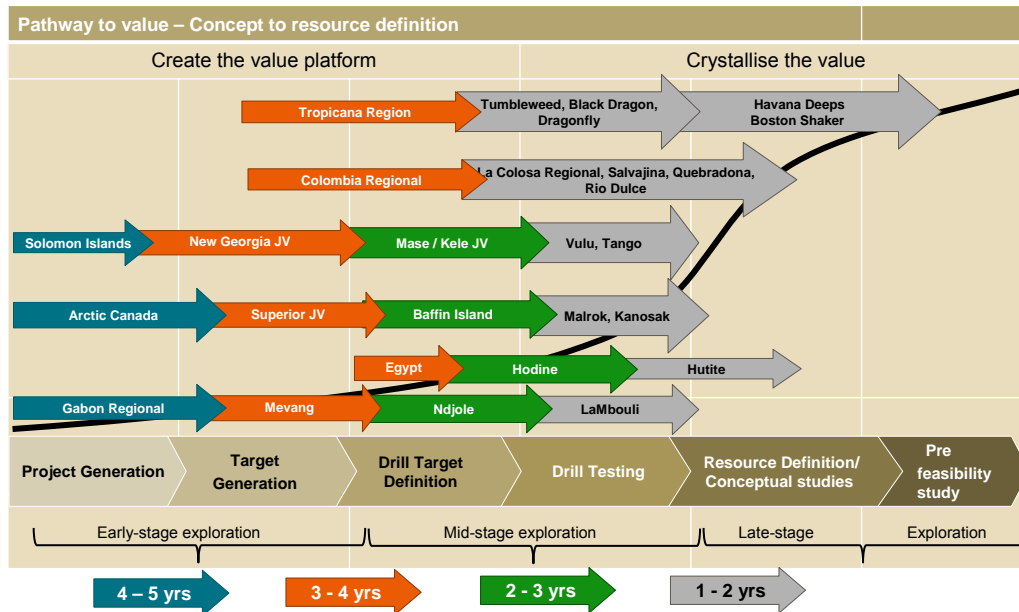 Pathway to value – Concept to resource definition
Create the value platform
Crystallise the value
Tropicana Region
Tumbleweed, Black Dragon,
Dragonfly
Havana Deeps
Boston Shaker
Colombia Regional
La Colosa Regional, Salvajina, Quebradona,
Rio Dulce
Solomon Islands
New Georgia JV
Mase / Kele JV
Vulu, Tango
Arctic Canada
Superior JV
Baffin Island
Malrok, Kanosak
Egypt
Hodine
Hutite
Gabon Regional
Mevang
Ndjole
LaMbouli
Project Generation
Target
Generation
Drill Target
Definition
Drill Testing
Resource Definition/
Conceptual studies
Pre
feasibility
study
Early-stage exploration
Mid-stage exploration
Late-stage
Exploration
4 – 5 yrs
3 - 4 yrs
2 - 3 yrs
1 - 2 yrs